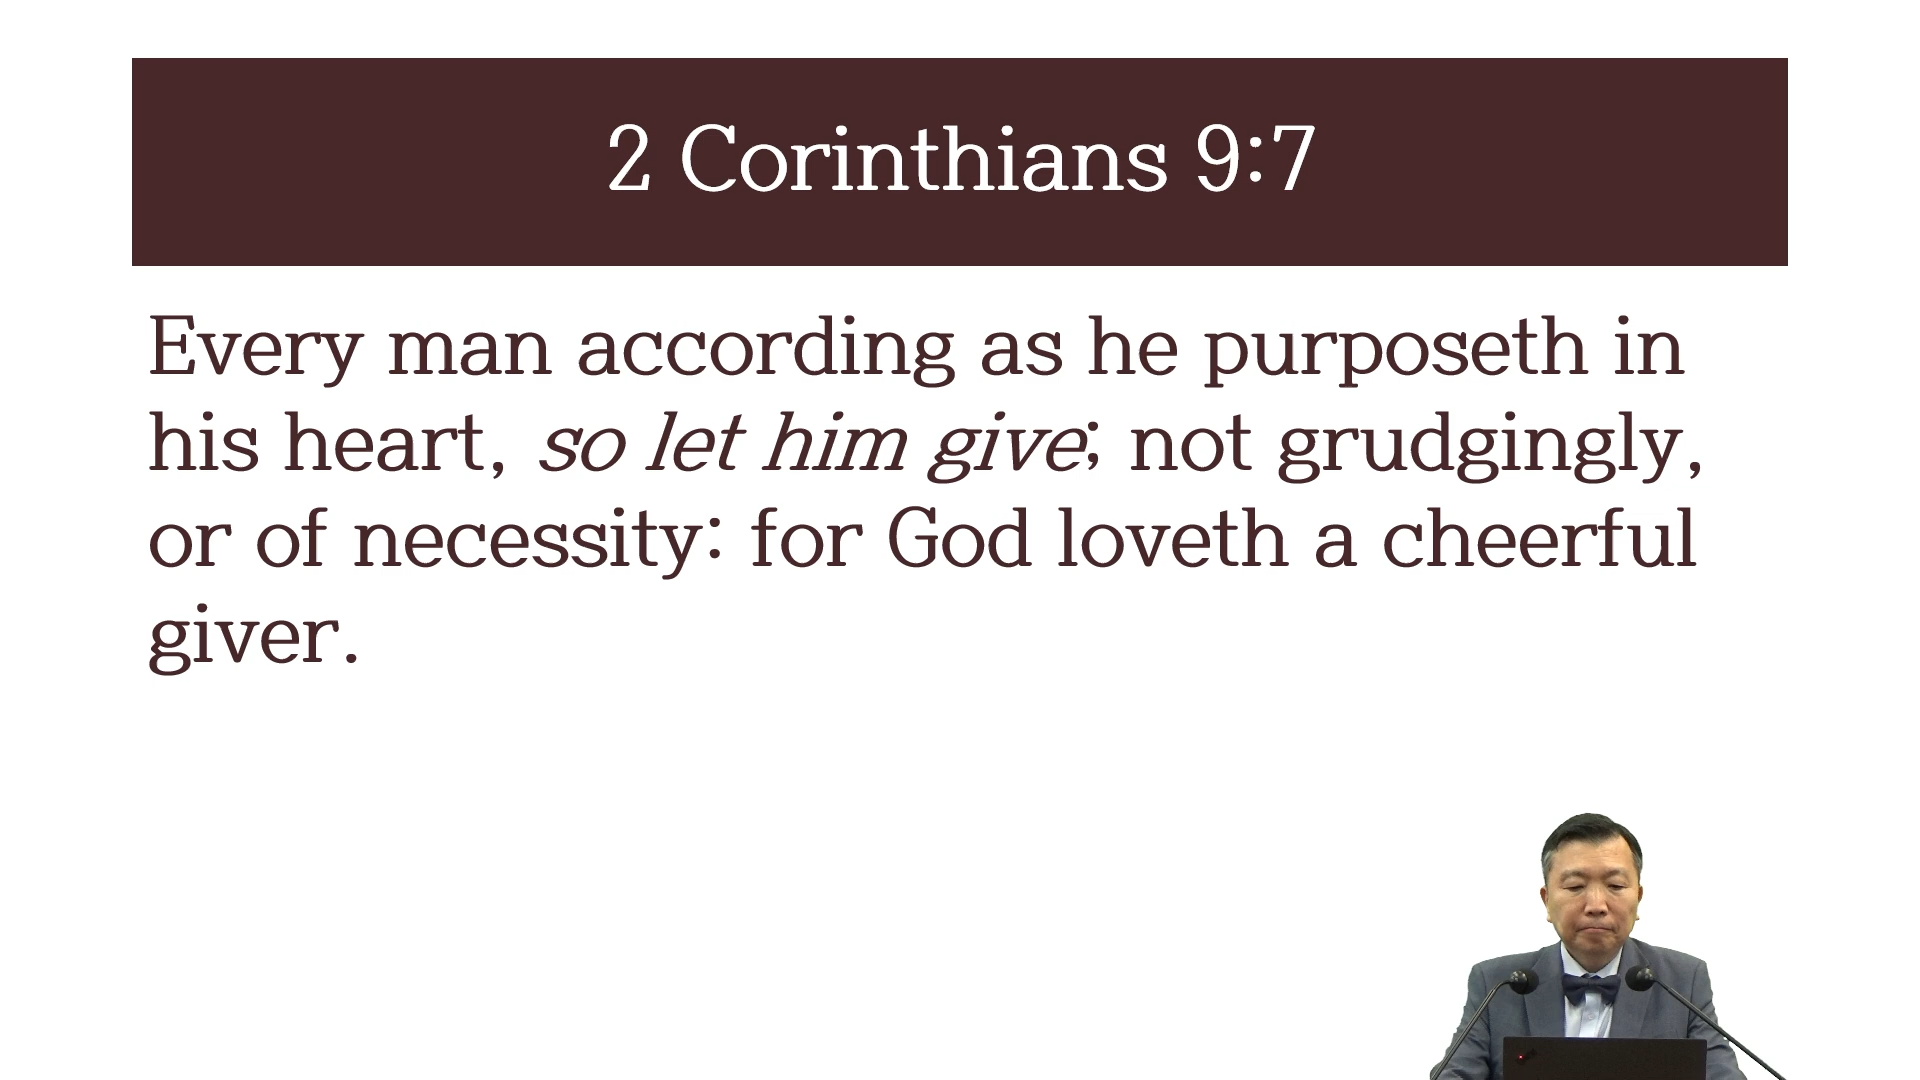 2 Corinthians 9:7
Every man according as he purposeth in
his heart, so let him give; not grudgingly,
or of necessity: for God loveth a cheerful
giver.